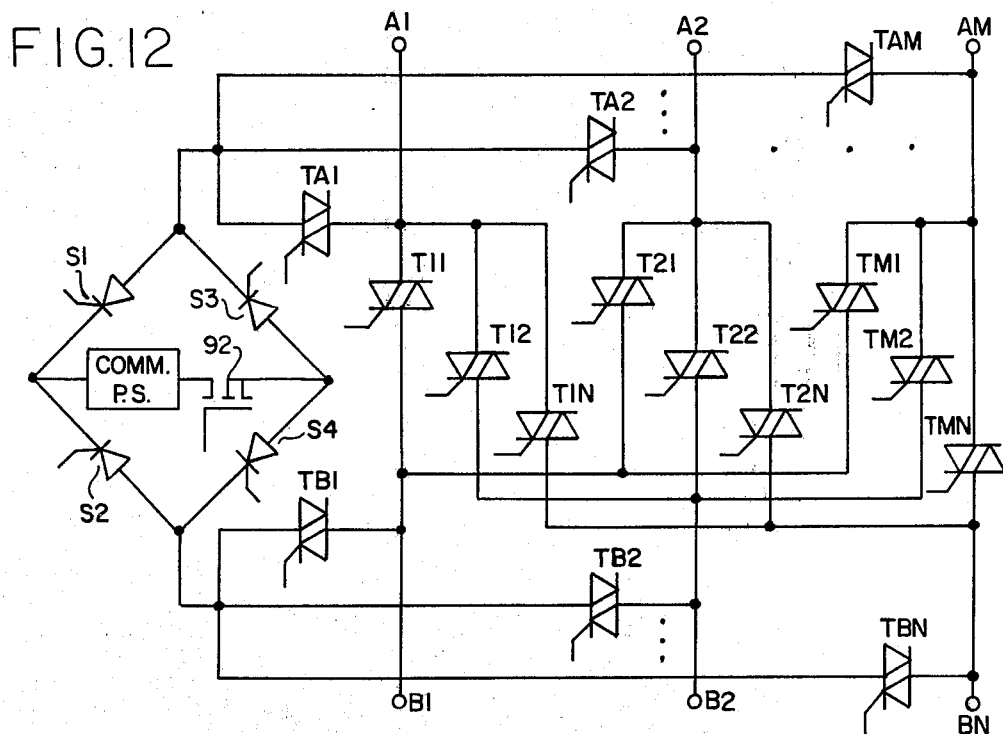 FIG.12
A1
A2
AM
TAM
TA2
TA1
S1
S3
T11
T21
TM1
92
T12
T22
TM2
COMM.
P.S.
T1N
T2N
TMN
S4
S2
TB1
TB2
TBN
B1
B2
BN